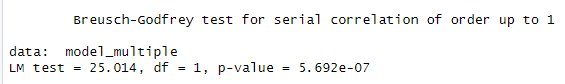 Breusch-Godfrey test for serial correlation of order up to 1
data: model_multiple
LM test = 25.014, df = 1, p-value = 5.692e-07